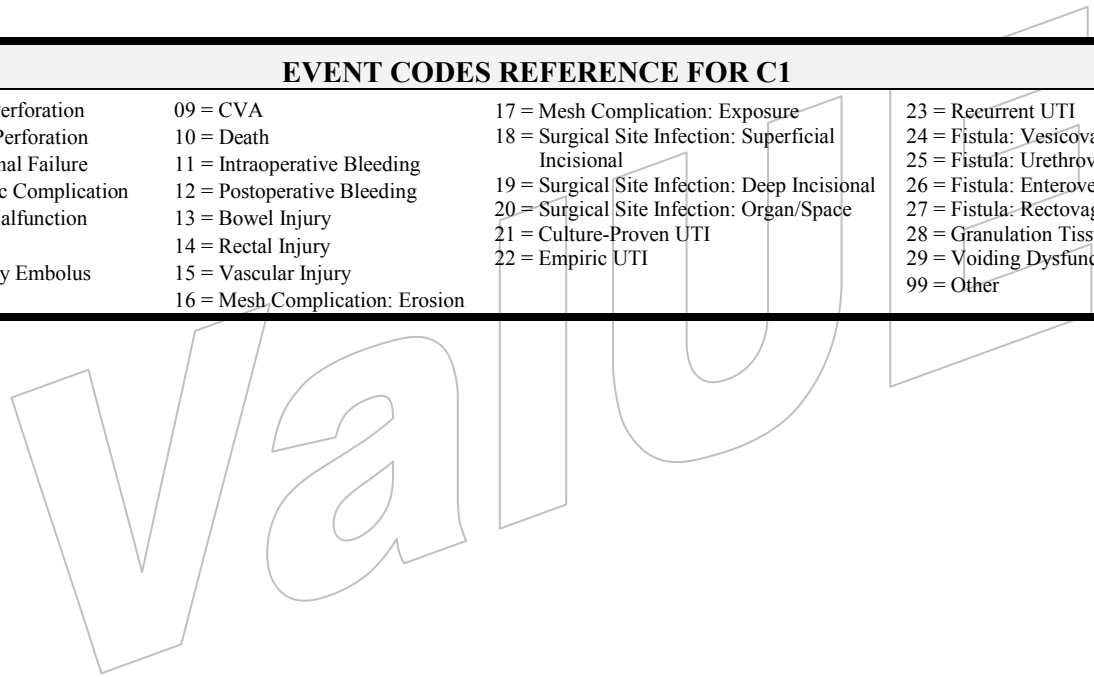 EVENT CODES REFERENCE FOR C1
erforation
Perforation
nal Failure
c Complication
alfunction
y Embolus
09 = CVA
10 = Death
11 = Intraoperative Bleeding
12 = Postoperative Bleeding
13 = Bowel Injury
14 = Rectal Injury
15 = Vascular Injury
16 = Mesh Complication: Erosion
17 = Mesh Complication: Exposure
18 = Surgical Site Infection: Superficial
Incisional
19 = Surgical Site Infection: Deep Incisional
20 = Surgical Site Infection: Organ/Space
21 = Culture-Proven UTI
22 = Empiric UTI
23 = Recurrent UTI
24 = Fistula: Vesicova
25 = Fistula: Urethrov
26 = Fistula: Enterove
27 = Fistula: Rectovag
28 = Granulation Tiss
29 = Voiding Dysfunc
99 = Other
ValUE